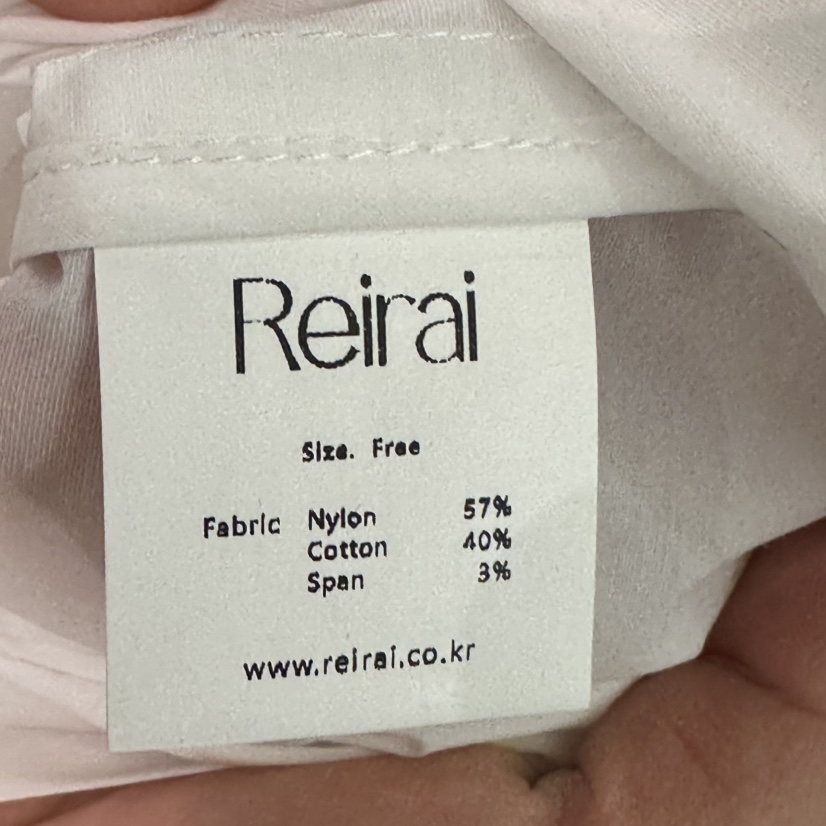 Reirai
Size. Free
Fabric Nylon 57%
Cotton 40%
Span 3%
www.reirai.co.kr